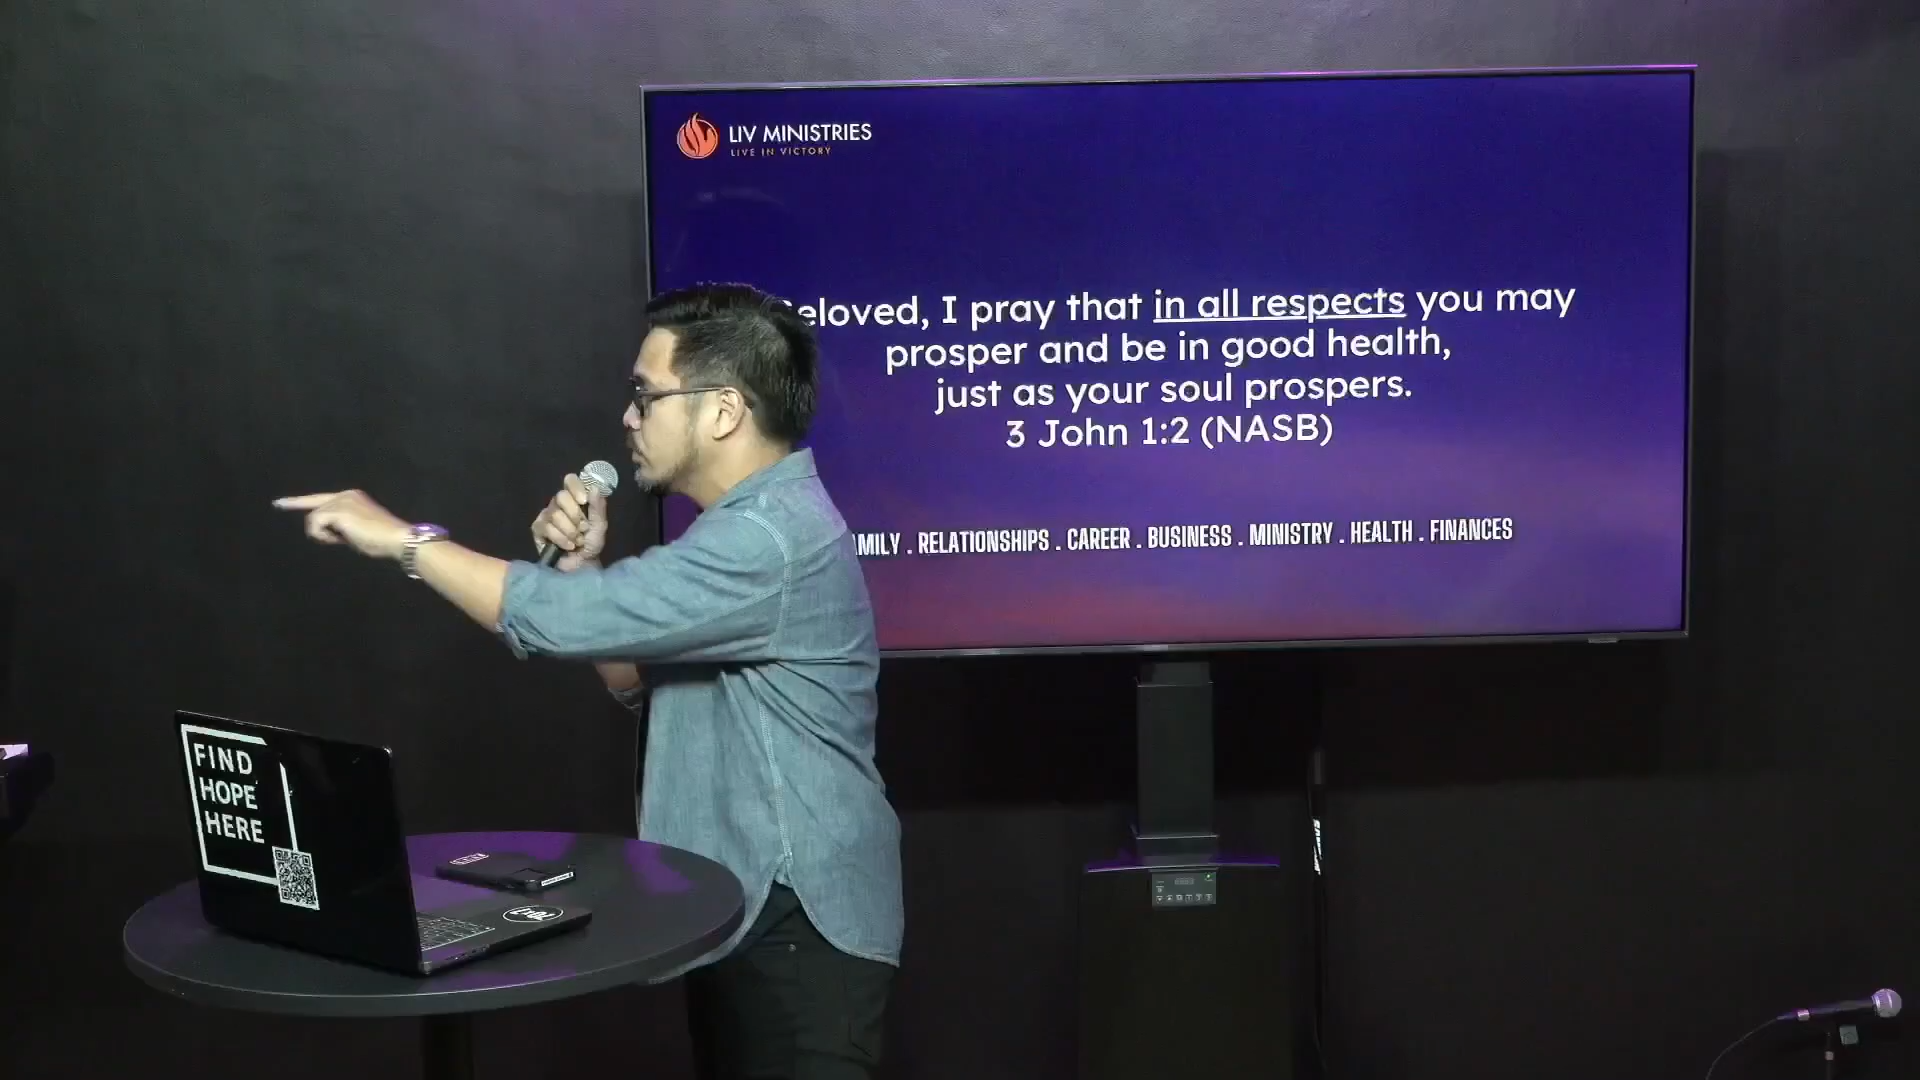 LIV MINISTRIES
LIVE IN VICTORY
eloved, I pray that in all respects you may
prosper and be in good health,
just as your soul prospers.
3 John 1:2 (NASB)
AMILY . RELATIONSHIPS . CAREER . BUSINESS . MINISTRY . HEALTH . FINANCES
FIND
HOPE
HERE